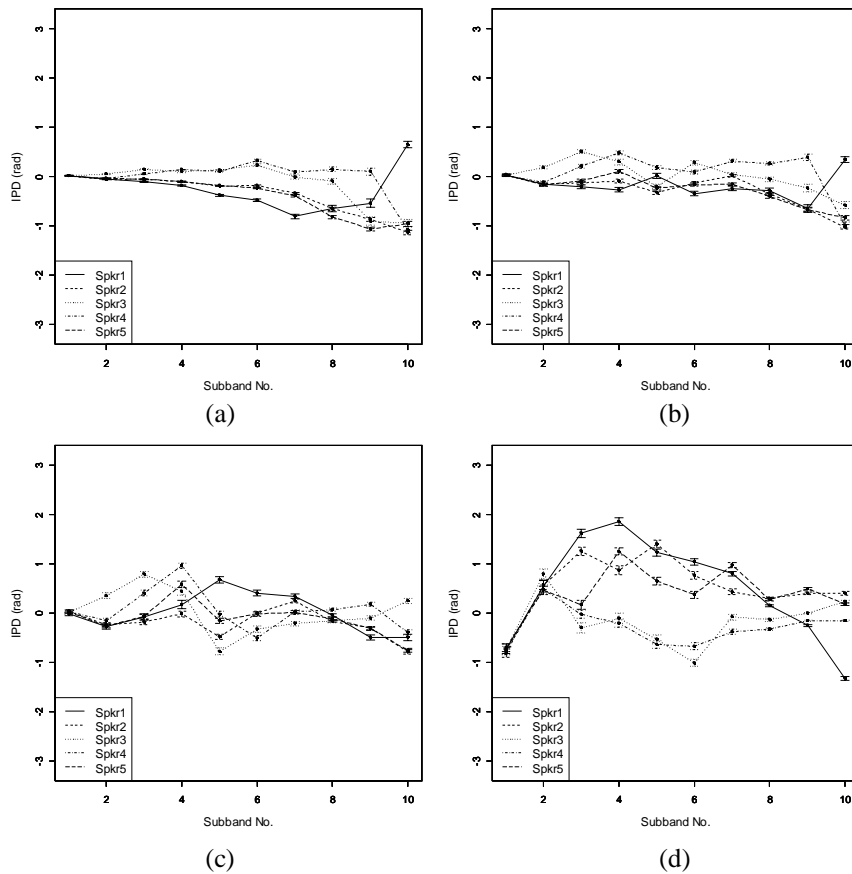 3
2
1
0
-1
-2
-3
IPD (rad)
Spkr1
Spkr2
Spkr3
Spkr4
Spkr5
2 4 6 8 10
Subband No.
(a)
3
2
1
0
-1
-2
-3
IPD (rad)
Spkr1
Spkr2
Spkr3
Spkr4
Spkr5
2 4 6 8 10
Subband No.
(b)
3
2
1
0
-1
-2
-3
IPD (rad)
Spkr1
Spkr2
Spkr3
Spkr4
Spkr5
2 4 6 8 10
Subband No.
(c)
3
2
1
0
-1
-2
-3
IPD (rad)
Spkr1
Spkr2
Spkr3
Spkr4
Spkr5
2 4 6 8 10
Subband No.
(d)